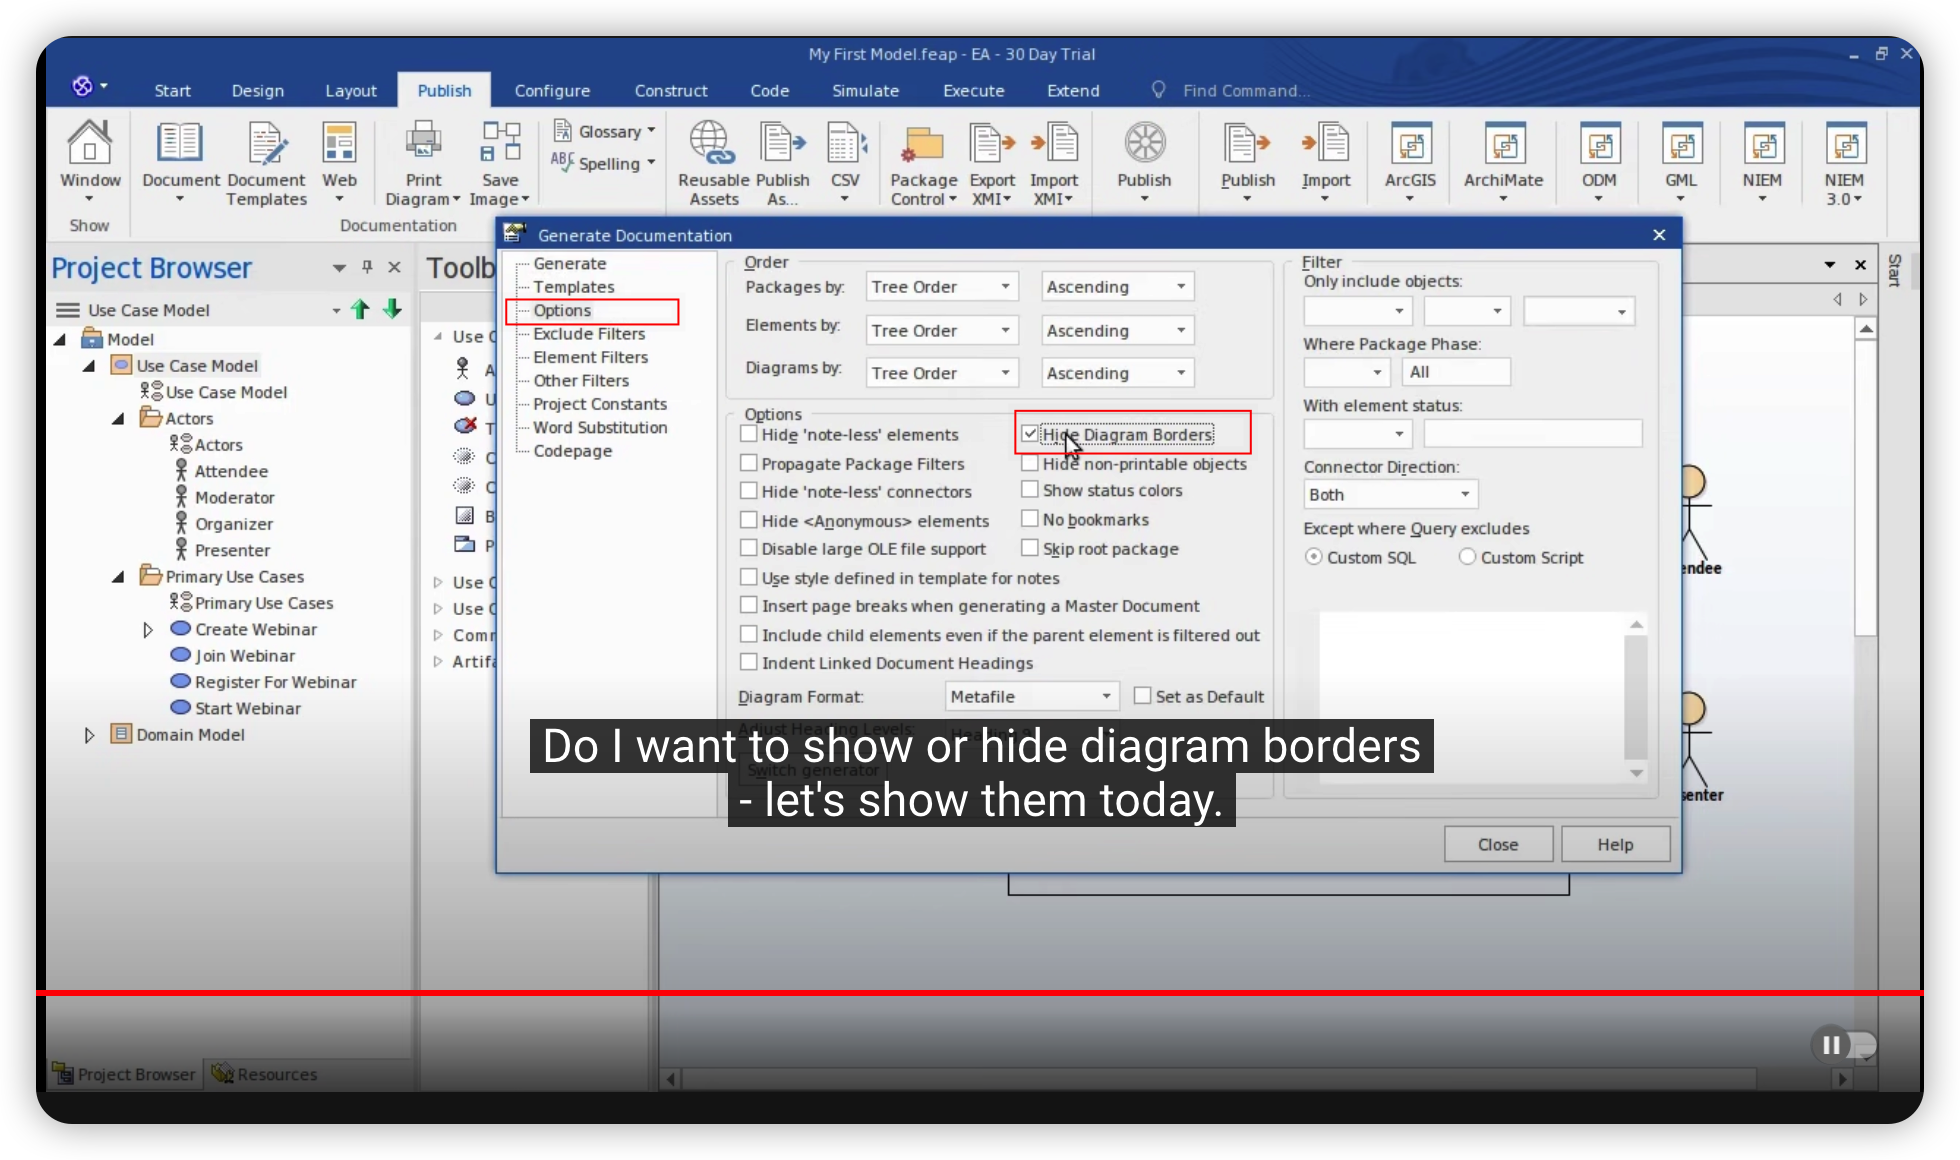 My First Model.feap - EA - 30 Day Trial
Start Design Layout Publish Configure Construct Code Simulate Execute Extend Find Command...
Window
Show
Document
Document Templates
Web
Print Diagram
Save Image
Glossary
ABC Spelling
Documentation
Reusable Assets
Publish As...
CSV
Package Control
Export XMI
Import XMI
Publish
Publish
Import
ArcGIS
ArchiMate
ODM
GML
NIEM
NIEM 3.0
Project Browser
Use Case Model
Model
Use Case Model
Use Case Model
Actors
Actors
Attendee
Moderator
Organizer
Presenter
Primary Use Cases
Primary Use Cases
Create Webinar
Join Webinar
Register For Webinar
Start Webinar
Domain Model
Project Browser
Resources
Toolb
Use C
A
U
T
C
C
B
P
Use C
Use C
Comm
Artifa
Generate Documentation
Generate
Templates
Options
Exclude Filters
Element Filters
Other Filters
Project Constants
Word Substitution
Codepage
Order
Packages by: Tree Order Ascending
Elements by: Tree Order Ascending
Diagrams by: Tree Order Ascending
Options
Hide 'note-less' elements
Hide Diagram Borders
Propagate Package Filters
Hide non-printable objects
Hide 'note-less' connectors
Show status colors
Hide <Anonymous> elements
No bookmarks
Disable large OLE file support
Skip root package
Use style defined in template for notes
Insert page breaks when generating a Master Document
Include child elements even if the parent element is filtered out
Indent Linked Document Headings
Diagram Format: Metafile Set as Default
Adjust Heading Levels: Heading 9
Switch generator
Filter
Only include objects:
Where Package Phase:
All
With element status:
Connector Direction:
Both
Except where Query excludes
Custom SQL Custom Script
Close Help
Start
endee
senter
Do I want to show or hide diagram borders
- let's show them today.